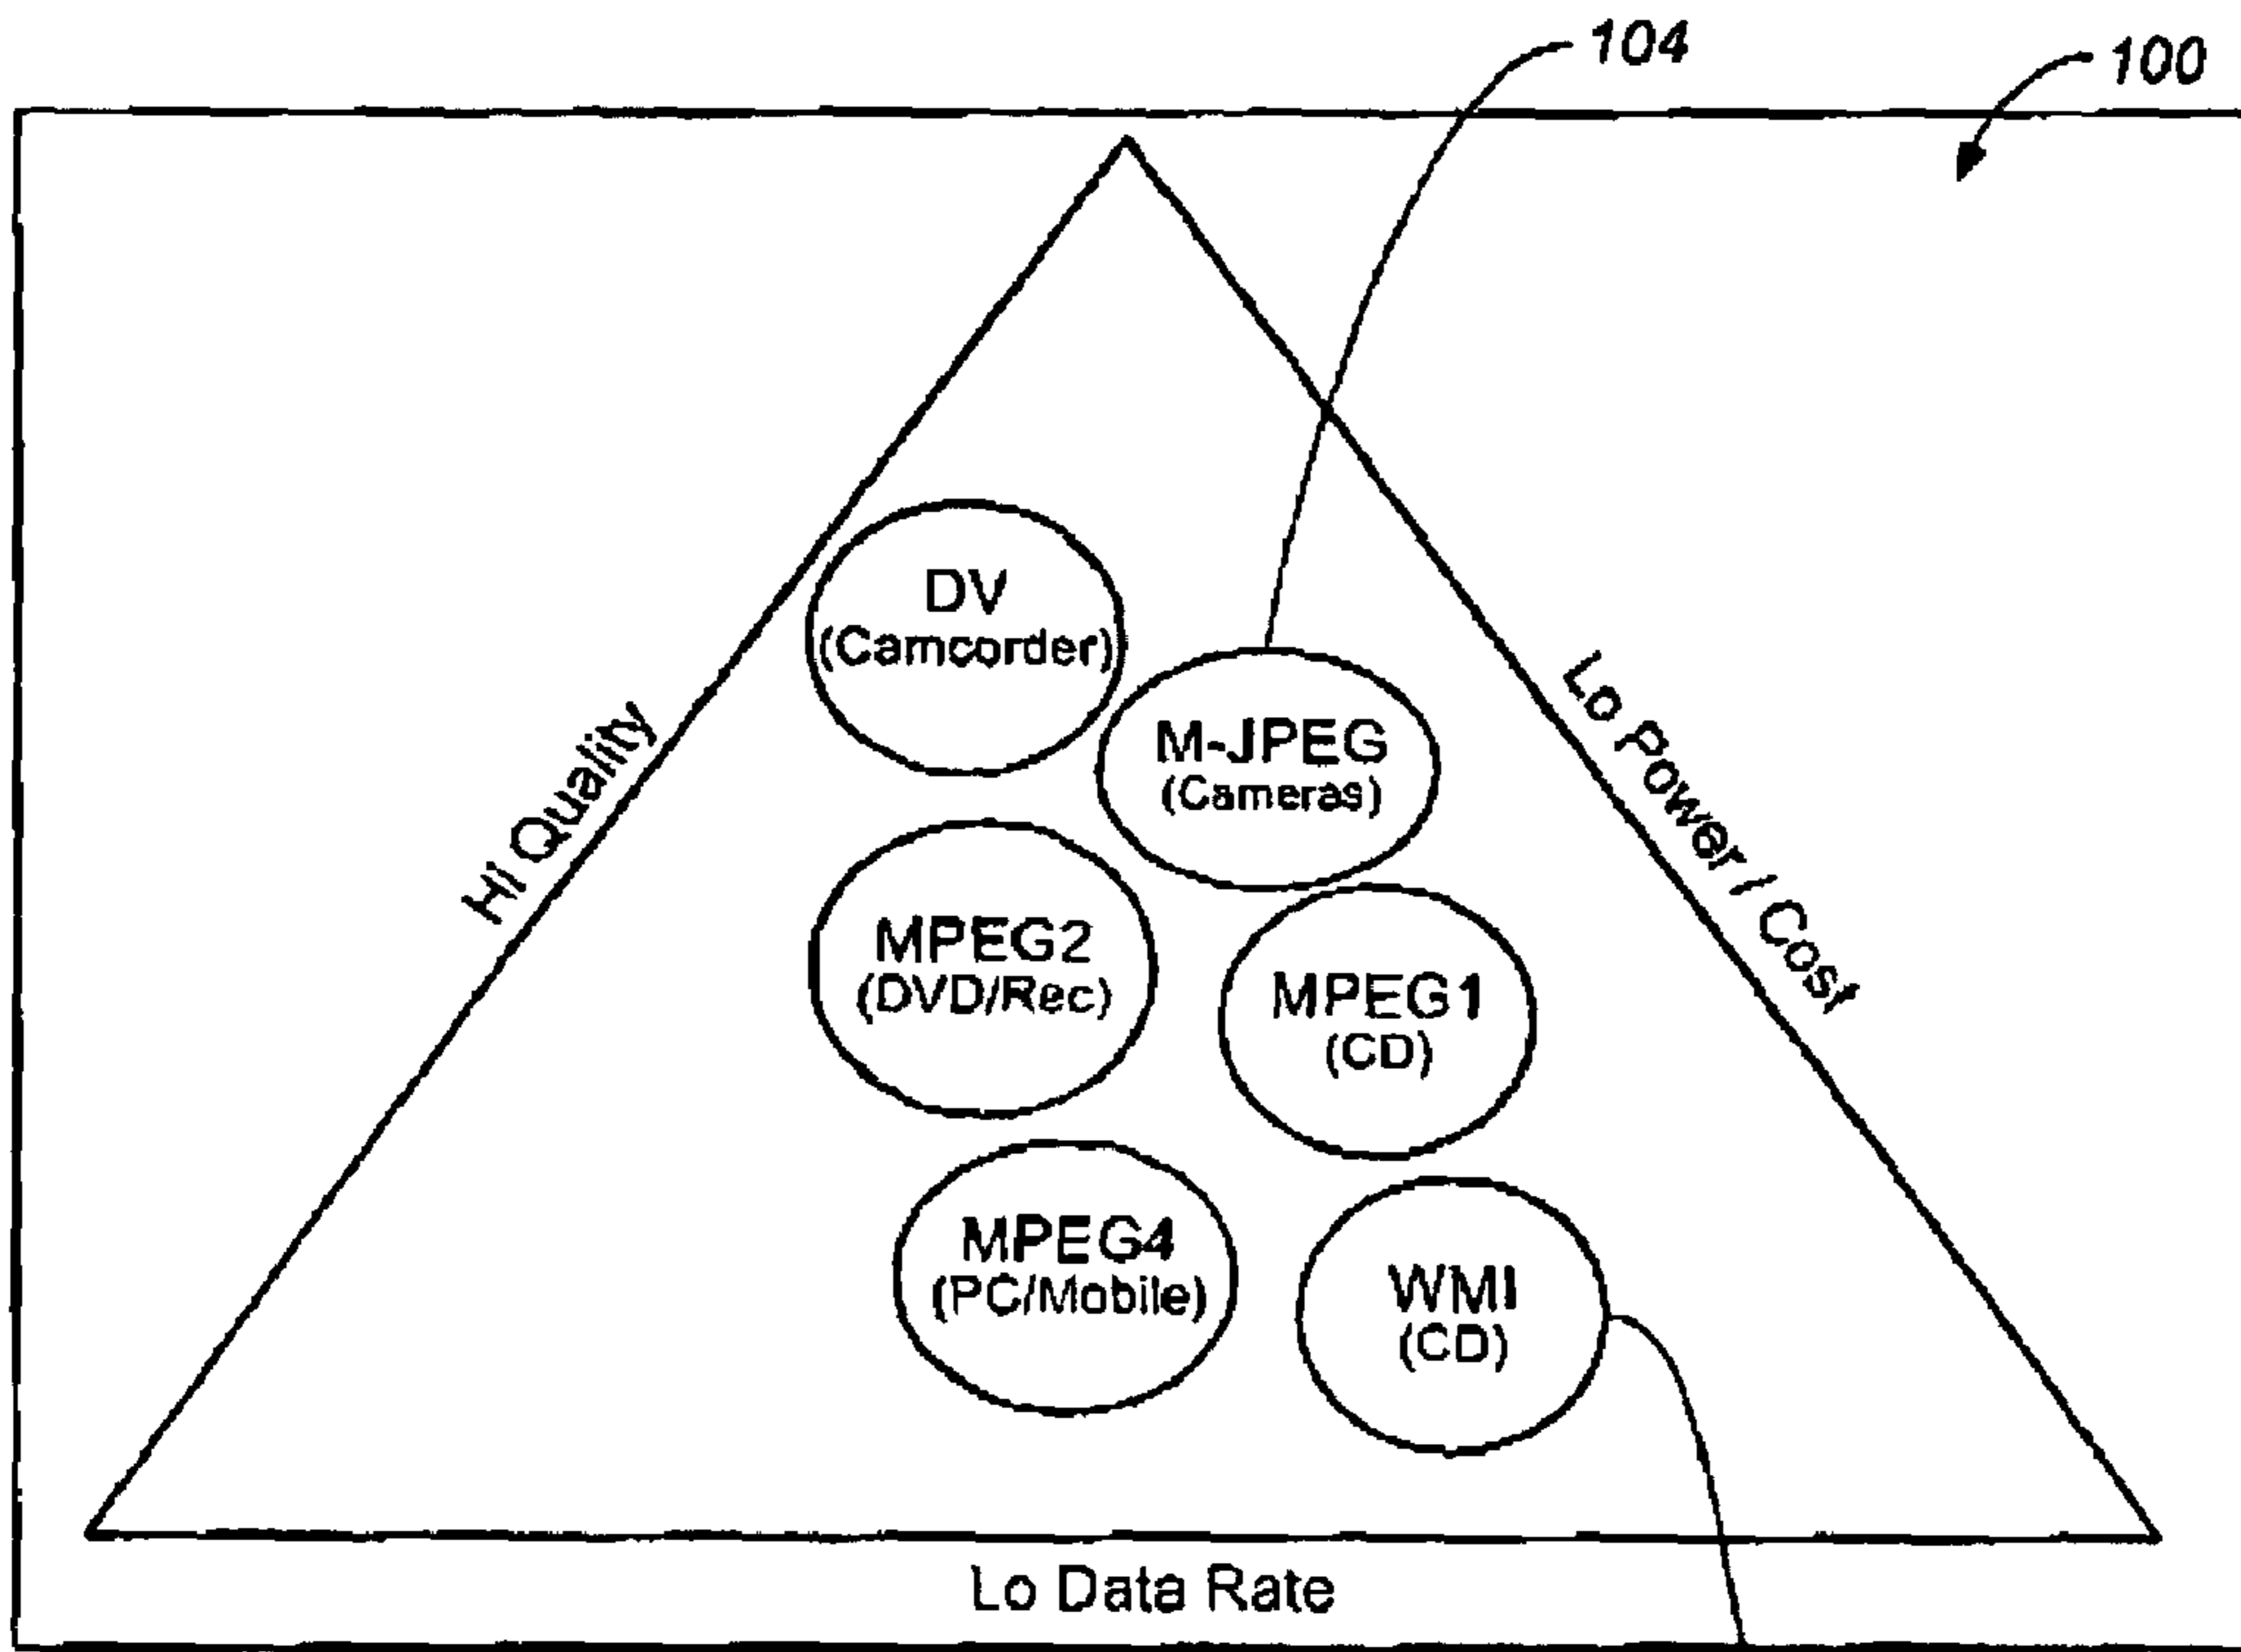 104
100
DV
(Camcorder)
M-JPEG
(Cameras)
Hi Quality
Lo Power / Cost
MPEG2
(DVD/Rec)
MPEG1
(CD)
MPEG4
(PC/Mobile)
WMI
(CD)
Lo Data Rate